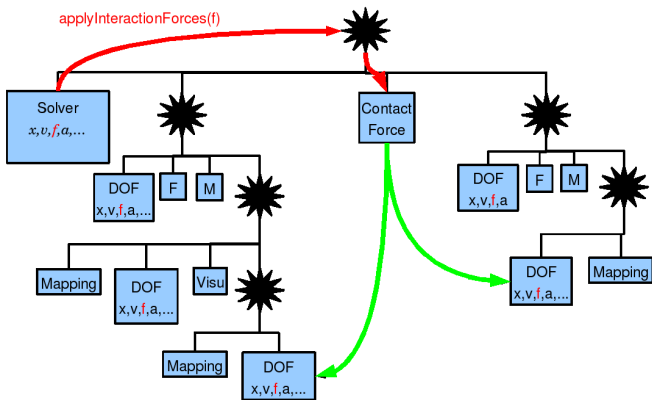 applyInteractionForces(f)
Solver
x,v,f,a,...
Contact
Force
DOF
x,v,f,a,...
F
M
DOF
x,v,f,a
F
M
Mapping
DOF
x,v,f,a,...
Visu
DOF
x,v,f,a,...
Mapping
Mapping
DOF
x,v,f,a,...